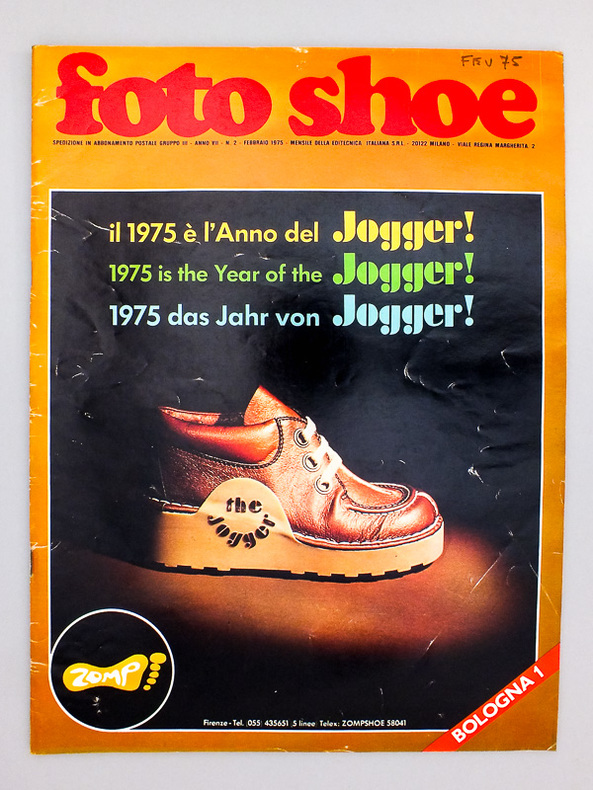 FEV 75
foto shoe
SPEDIZIONE IN ABBONAMENTO POSTALE GRUPPO III - ANNO VII - N. 2 - FEBBRAIO 1975 - MENSILE DELLA EDITECNICA ITALIANA S.R.L. - 20122 MILANO - VIALE REGINA MARGHERITA, 2
il 1975 è l'Anno del Jogger!
1975 is the Year of the Jogger!
1975 das Jahr von Jogger!
the
Jogger
ZOMP
BOLOGNA 1
Firenze - Tel. (055) 435651 5 linee Telex: ZOMPSHOE 58041